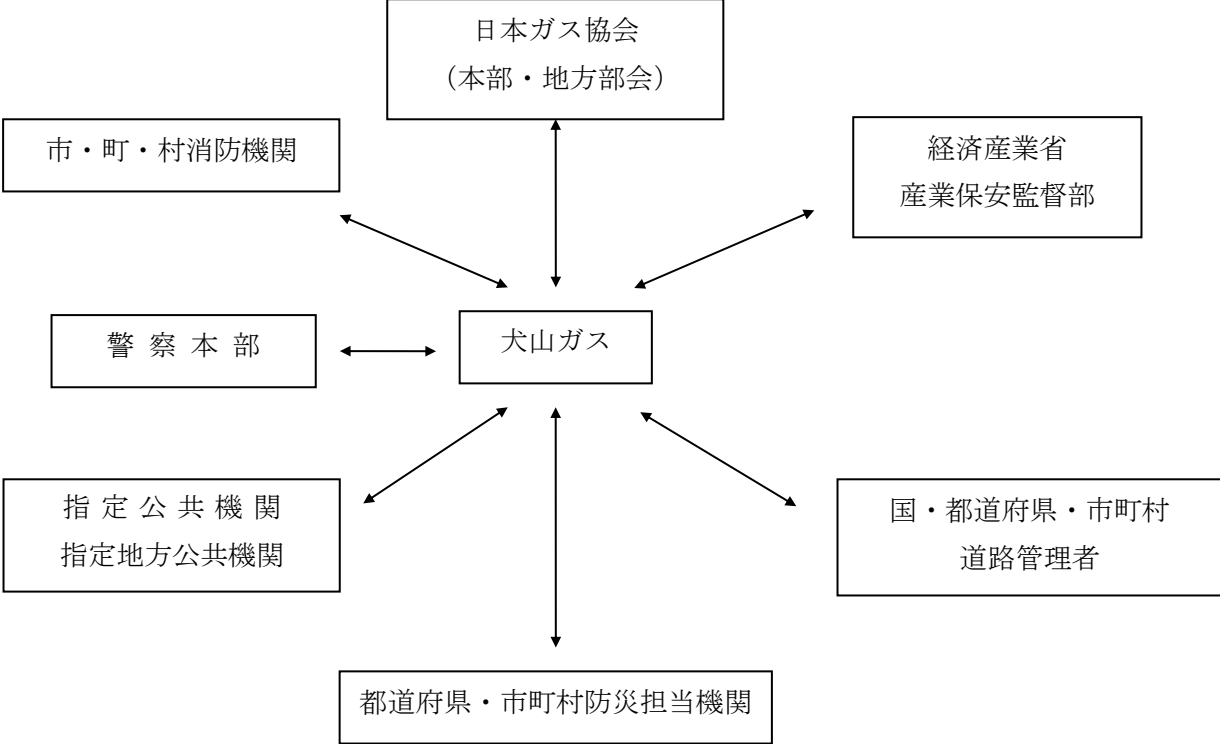 日本ガス協会
(本部・地方部会)
市・町・村消防機関
経済産業省
産業保安監督部
警 察 本 部
犬山ガス
指 定 公 共 機 関
指定地方公共機関
国・都道府県・市町村
道路管理者
都道府県・市町村防災担当機関